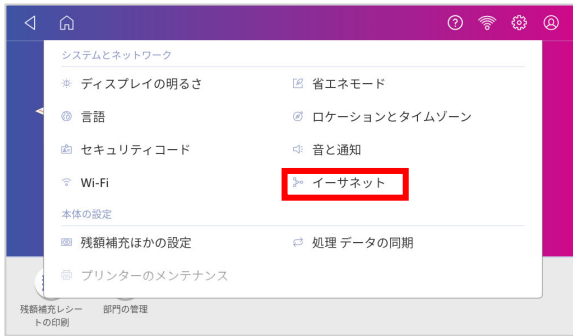 システムとネットワーク
ディスプレイの明るさ
省エネモード
言語
ロケーションとタイムゾーン
セキュリティコード
音と通知
Wi-Fi
イーサネット
本体の設定
残額補充ほかの設定
処理 データの同期
プリンターのメンテナンス
残額補充レシー
トの印刷
部門の管理